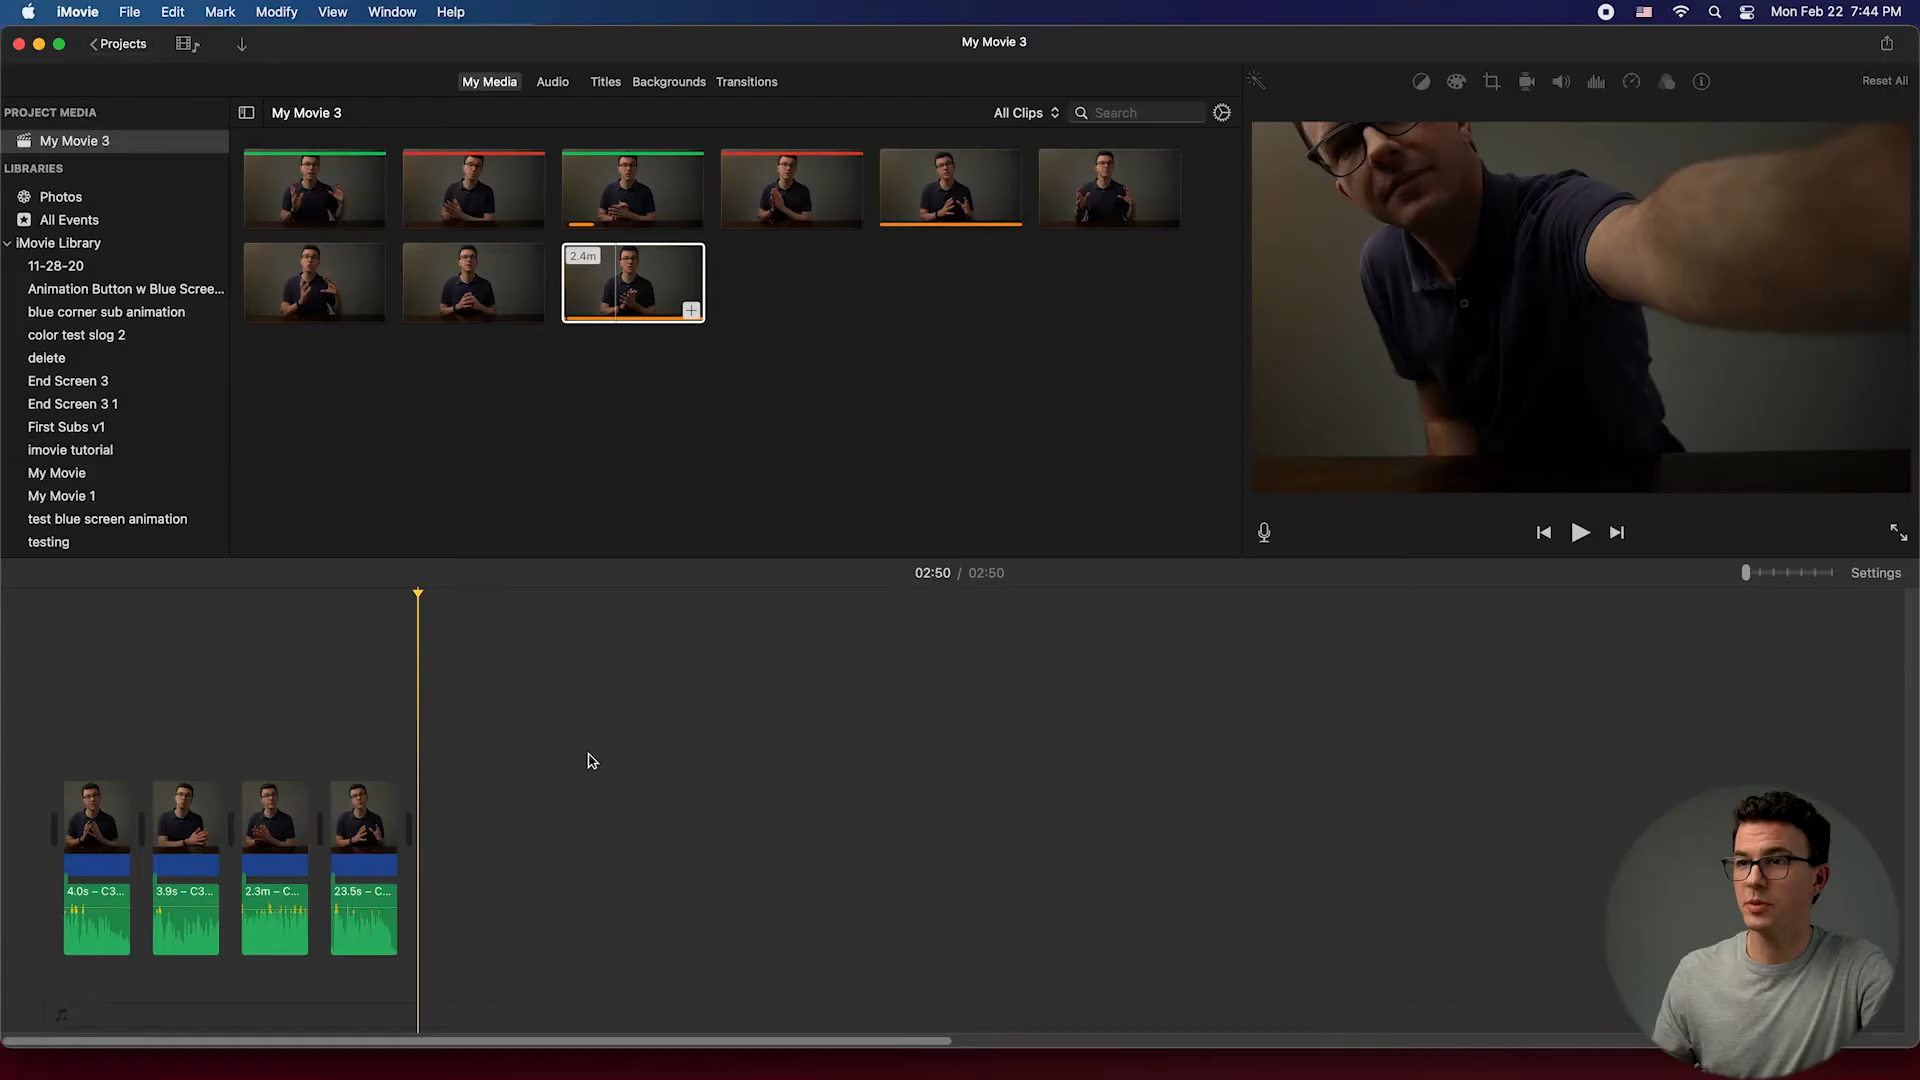 iMovie File Edit Mark Modify View Window Help Mon Feb 22 7:44 PM
Projects My Movie 3
My Media Audio Titles Backgrounds Transitions Reset All
PROJECT MEDIA My Movie 3 All Clips Search
My Movie 3
LIBRARIES
Photos
All Events
iMovie Library
11-28-20
Animation Button w Blue Scree...
blue corner sub animation
color test slog 2
delete
End Screen 3
End Screen 3 1
First Subs v1
imovie tutorial
My Movie
My Movie 1
test blue screen animation
testing
2.4m
02:50 / 02:50 Settings
4.0s – C3... 3.9s – C3... 2.3m – C... 23.5s – C...